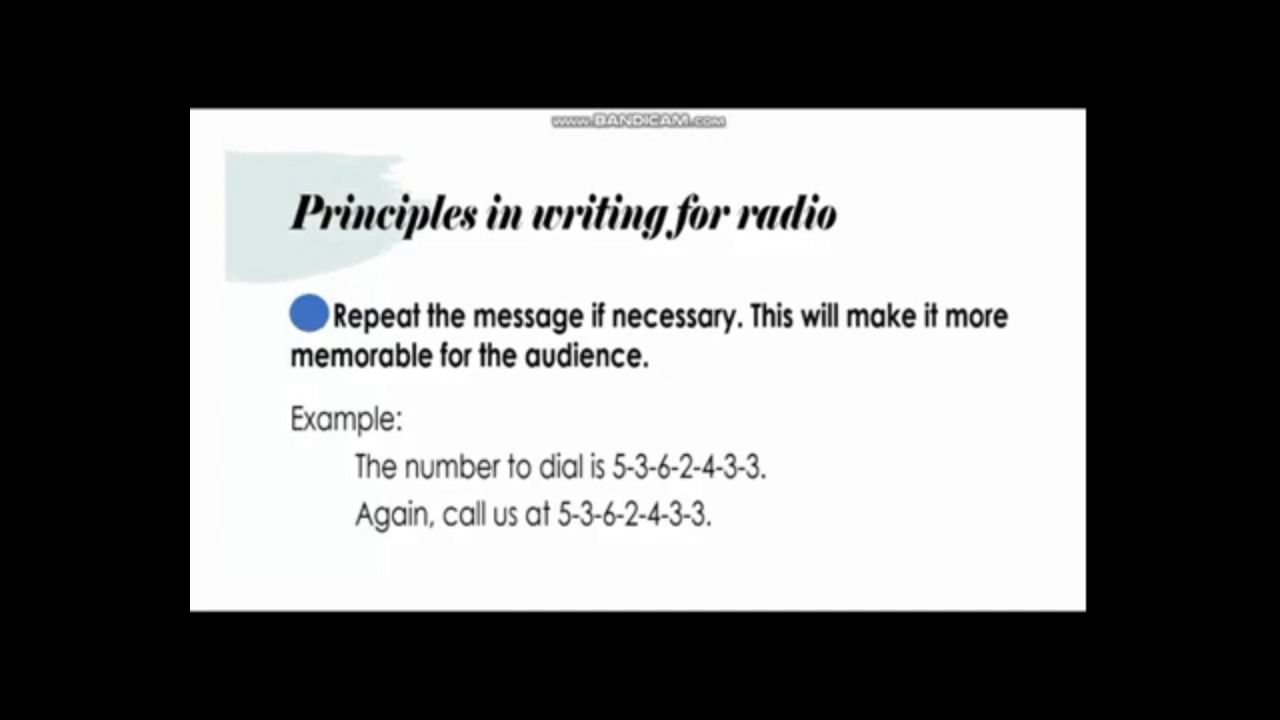 www.BANDICAM.com
Principles in writing for radio
Repeat the message if necessary. This will make it more
memorable for the audience.
Example:
The number to dial is 5-3-6-2-4-3-3.
Again, call us at 5-3-6-2-4-3-3.